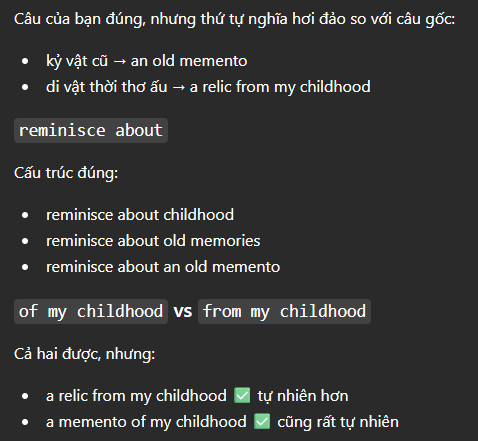 Câu của bạn đúng, nhưng thứ tự nghĩa hơi đảo so với câu gốc:
• kỷ vật cũ → an old memento
• di vật thời thơ ấu → a relic from my childhood
reminisce about
Cấu trúc đúng:
• reminisce about childhood
• reminisce about old memories
• reminisce about an old memento
of my childhood vs from my childhood
Cả hai được, nhưng:
• a relic from my childhood ✅ tự nhiên hơn
• a memento of my childhood ✅ cũng rất tự nhiên